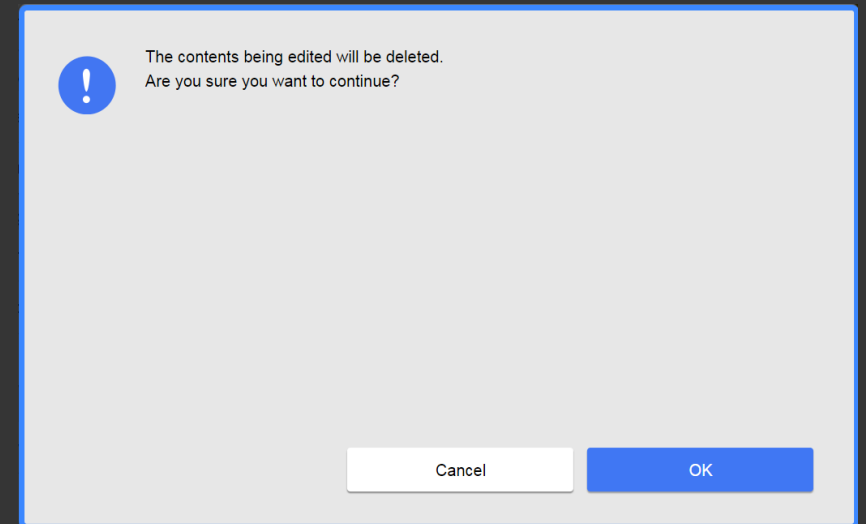 The contents being edited will be deleted.
Are you sure you want to continue?
Cancel
OK